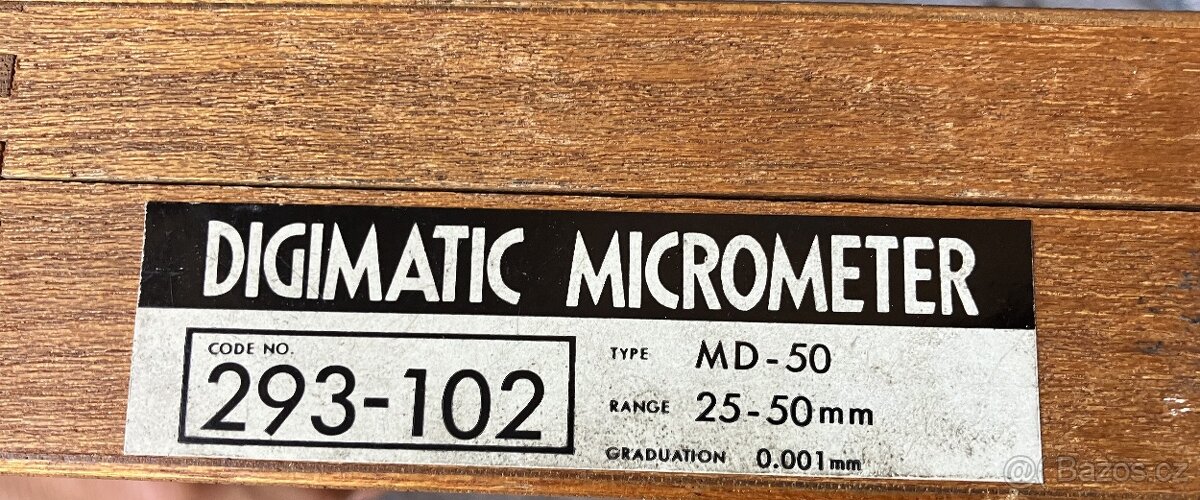 DIGIMATIC MICROMETER
CODE NO.
293-102
TYPE MD-50
RANGE 25-50mm
GRADUATION 0.001mm
Bazos.cz